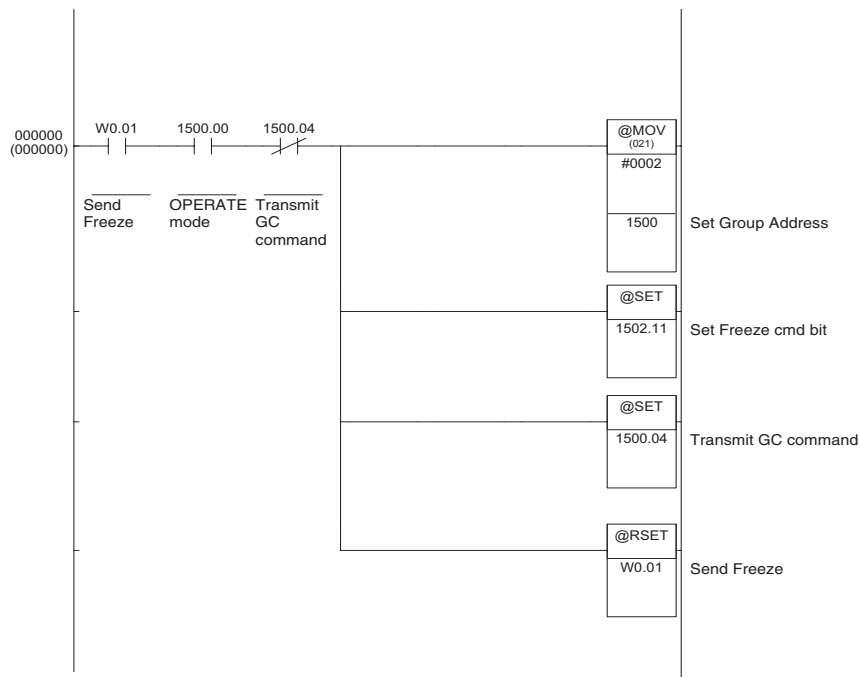 000000
(000000)
W0.01
1500.00
1500.04
Send
Freeze
OPERATE
mode
Transmit
GC
command
@MOV
(021)
#0002
1500
Set Group Address
@SET
1502.11
Set Freeze cmd bit
@SET
1500.04
Transmit GC command
@RSET
W0.01
Send Freeze